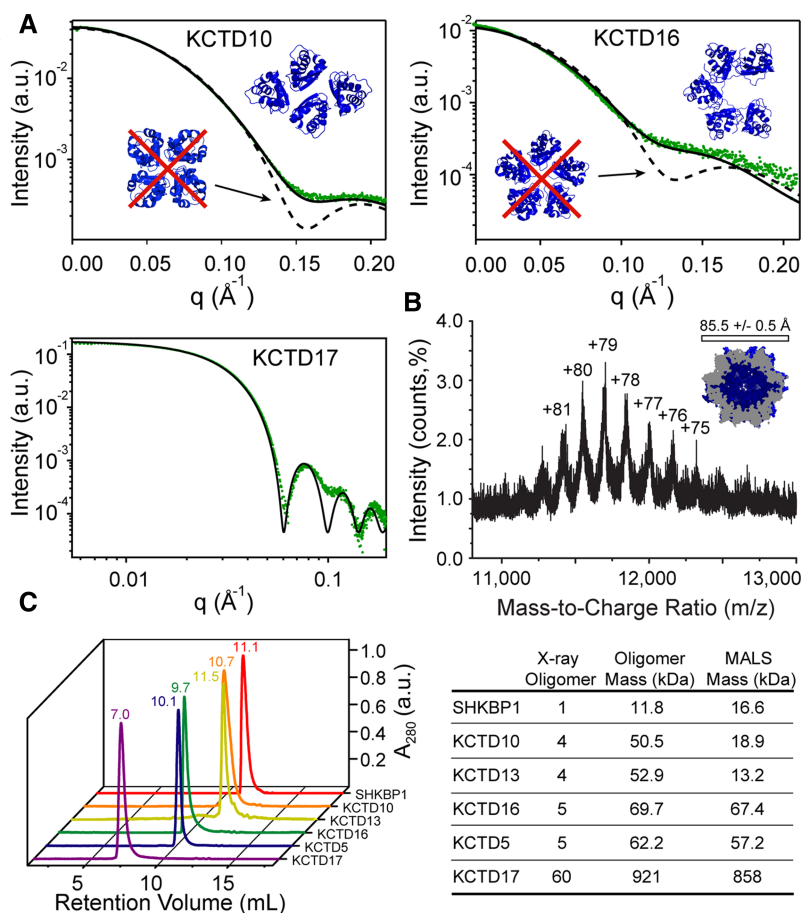 A
KCTD10
Intensity (a.u.)
10⁻²
10⁻³
0.00 0.05 0.10 0.15 0.20
q (Å⁻¹)
KCTD16
Intensity (a.u.)
10⁻²
10⁻³
10⁻⁴
0.00 0.05 0.10 0.15 0.20
q (Å⁻¹)
KCTD17
Intensity (a.u.)
10⁻¹
10⁻²
10⁻³
10⁻⁴
0.01 0.1
q (Å⁻¹)
B
85.5 +/- 0.5 Å
Intensity (counts,%)
4.0
3.0
2.0
1.0
0.0
+81 +80 +79 +78 +77 +76 +75
11,000 12,000 13,000
Mass-to-Charge Ratio (m/z)
C
7.0 10.1 9.7 11.5 10.7 11.1
1.0
0.8
0.6
0.4
0.2
A₂₈₀ (a.u.)
SHKBP1
KCTD10
KCTD13
KCTD16
KCTD5
KCTD17
5 10 15
Retention Volume (mL)
X-ray Oligomer MALS
Oligomer Mass (kDa) Mass (kDa)
SHKBP1 1 11.8 16.6
KCTD10 4 50.5 18.9
KCTD13 4 52.9 13.2
KCTD16 5 69.7 67.4
KCTD5 5 62.2 57.2
KCTD17 60 921 858